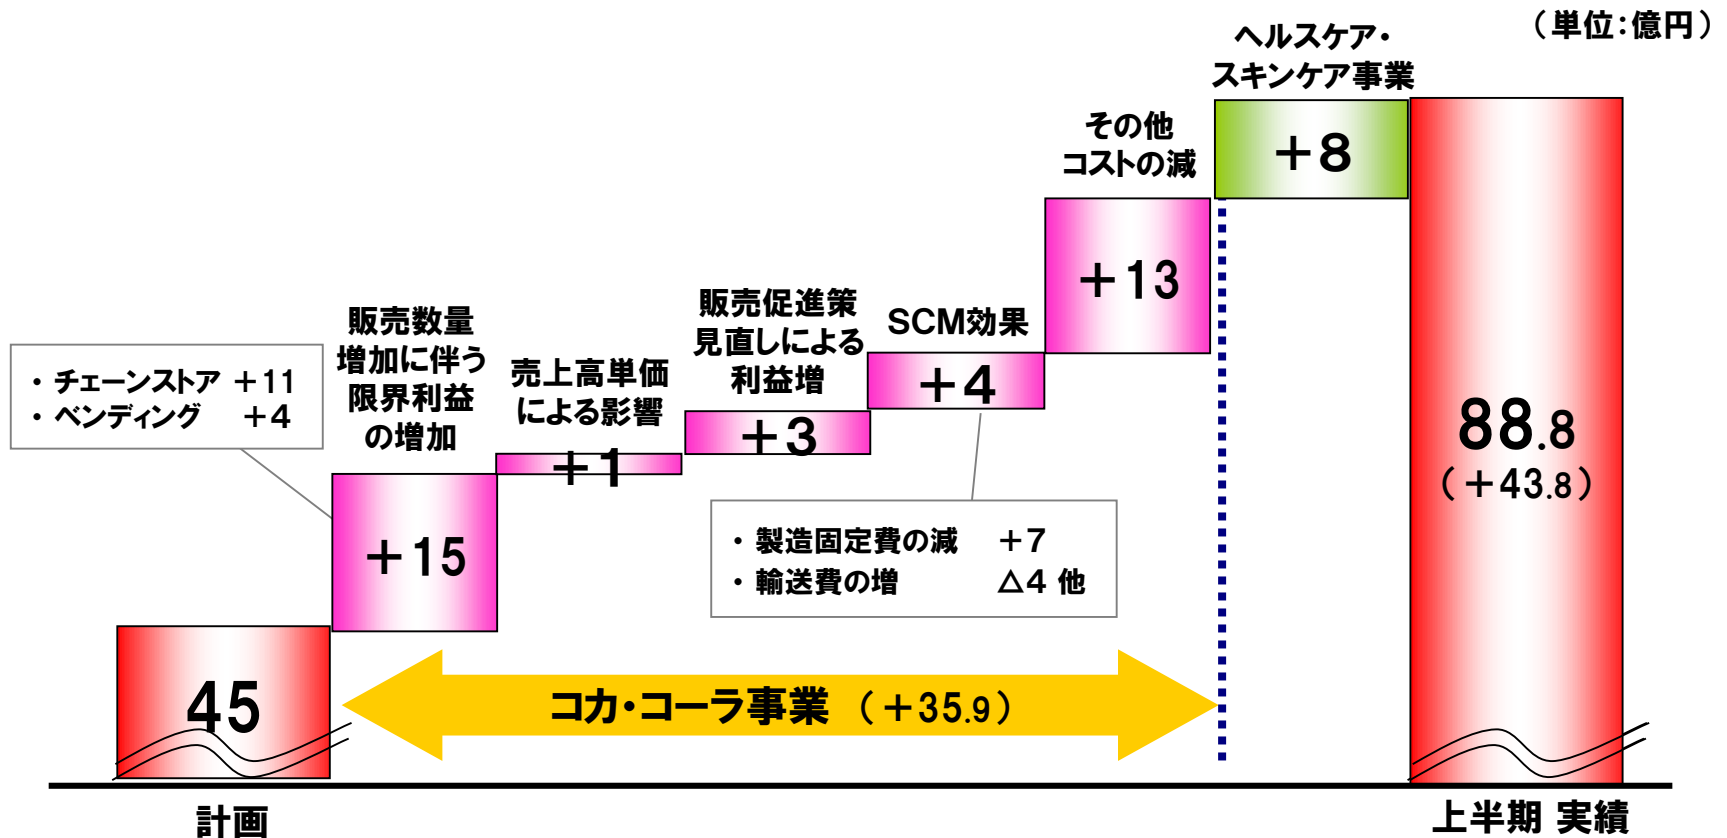 （単位：億円）
ヘルスケア・
スキンケア事業
＋8
その他
コストの減
＋13
SCM効果
＋4
販売促進策
見直しによる
利益増
＋3
売上高単価
による影響
＋1
販売数量
増加に伴う
限界利益
の増加
＋15
・ チェーンストア ＋11
・ ベンディング ＋4
・ 製造固定費の減 ＋7
・ 輸送費の増 △4 他
88.8
（＋43.8）
45
コカ・コーラ事業 （＋35.9）
計画
上半期 実績